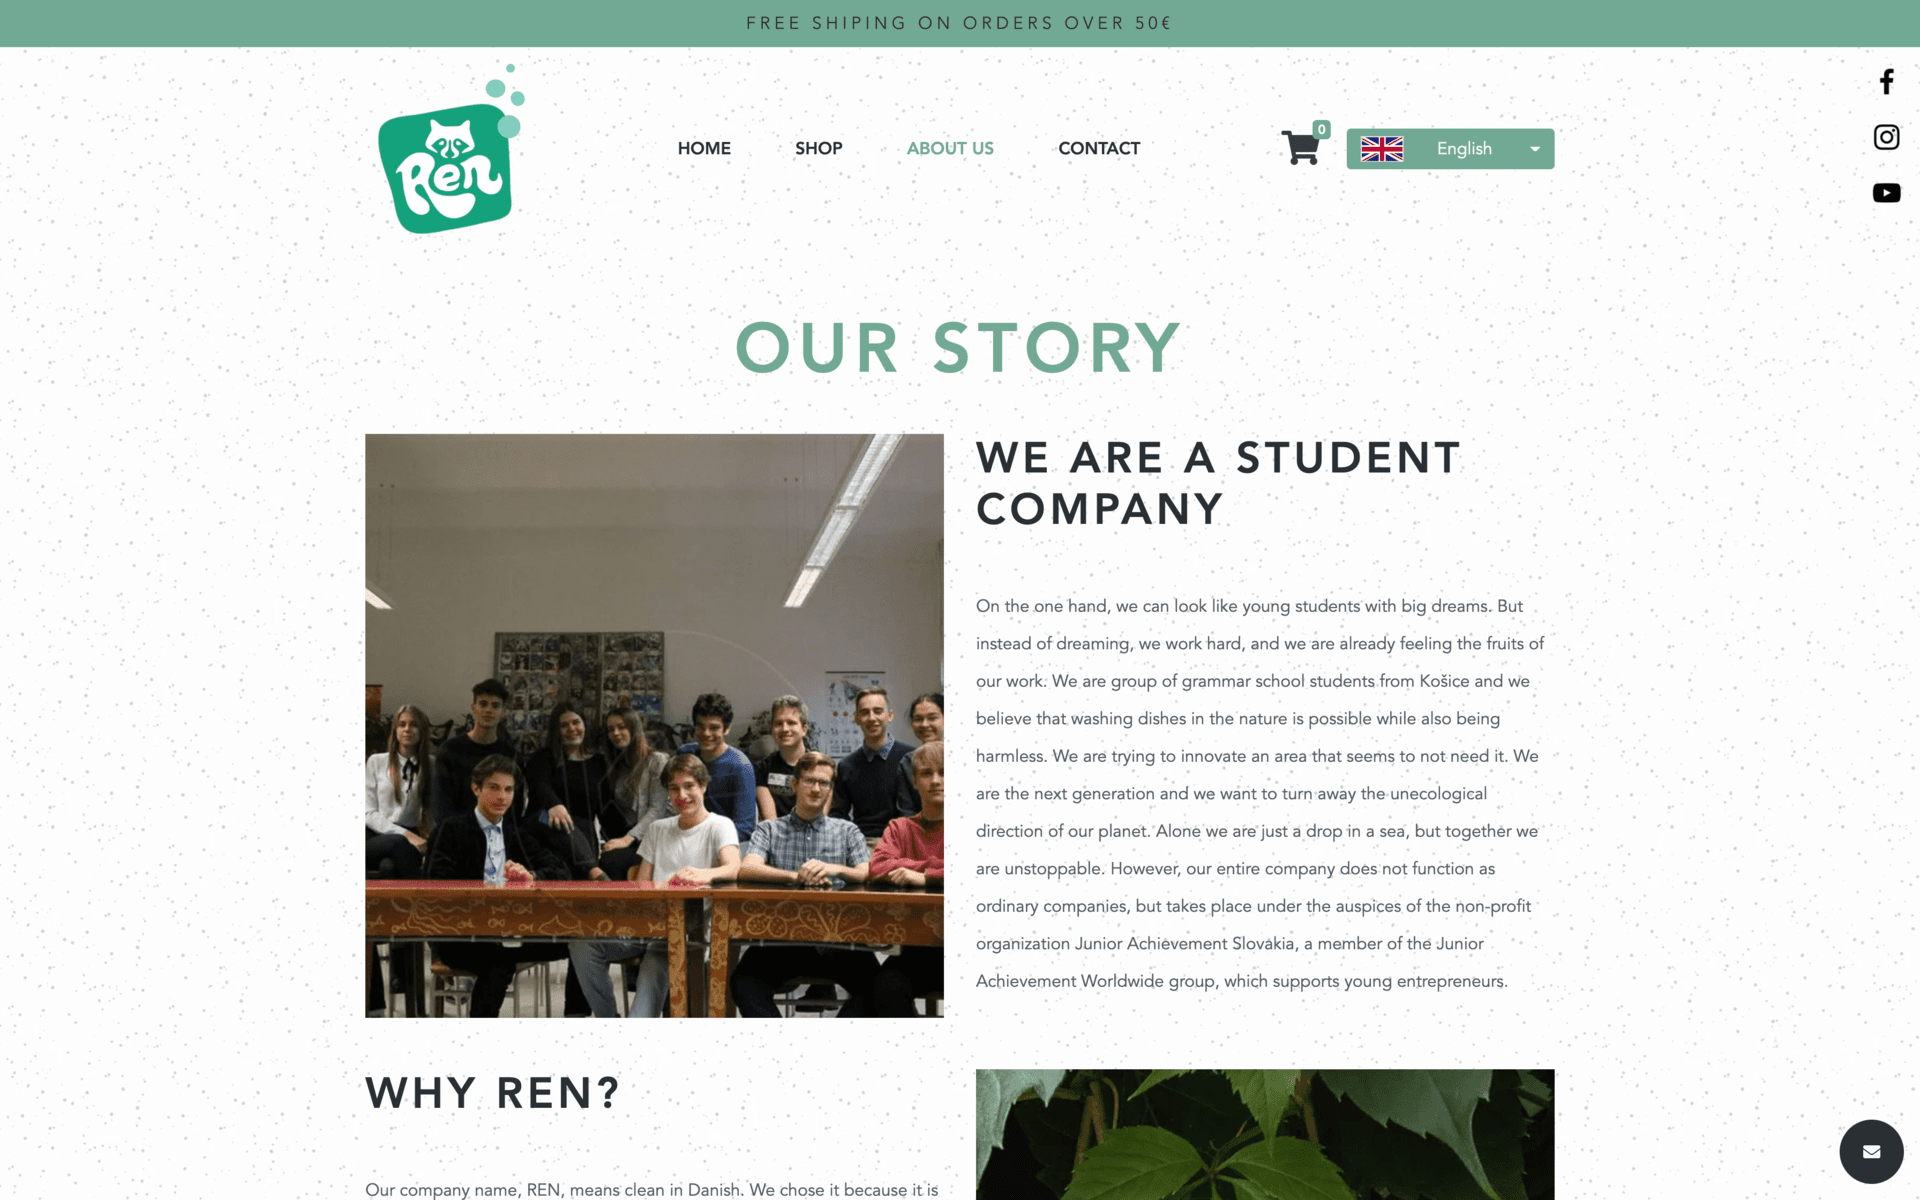 FREE SHIPING ON ORDERS OVER 50€
Ren
HOME
SHOP
ABOUT US
CONTACT
0
English
OUR STORY
WE ARE A STUDENT
COMPANY
On the one hand, we can look like young students with big dreams. But
instead of dreaming, we work hard, and we are already feeling the fruits of
our work. We are group of grammar school students from Košice and we
believe that washing dishes in the nature is possible while also being
harmless. We are trying to innovate an area that seems to not need it. We
are the next generation and we want to turn away the unecological
direction of our planet. Alone we are just a drop in a sea, but together we
are unstoppable. However, our entire company does not function as
ordinary companies, but takes place under the auspices of the non-profit
organization Junior Achievement Slovakia, a member of the Junior
Achievement Worldwide group, which supports young entrepreneurs.
WHY REN?
Our company name, REN, means clean in Danish. We chose it because it is